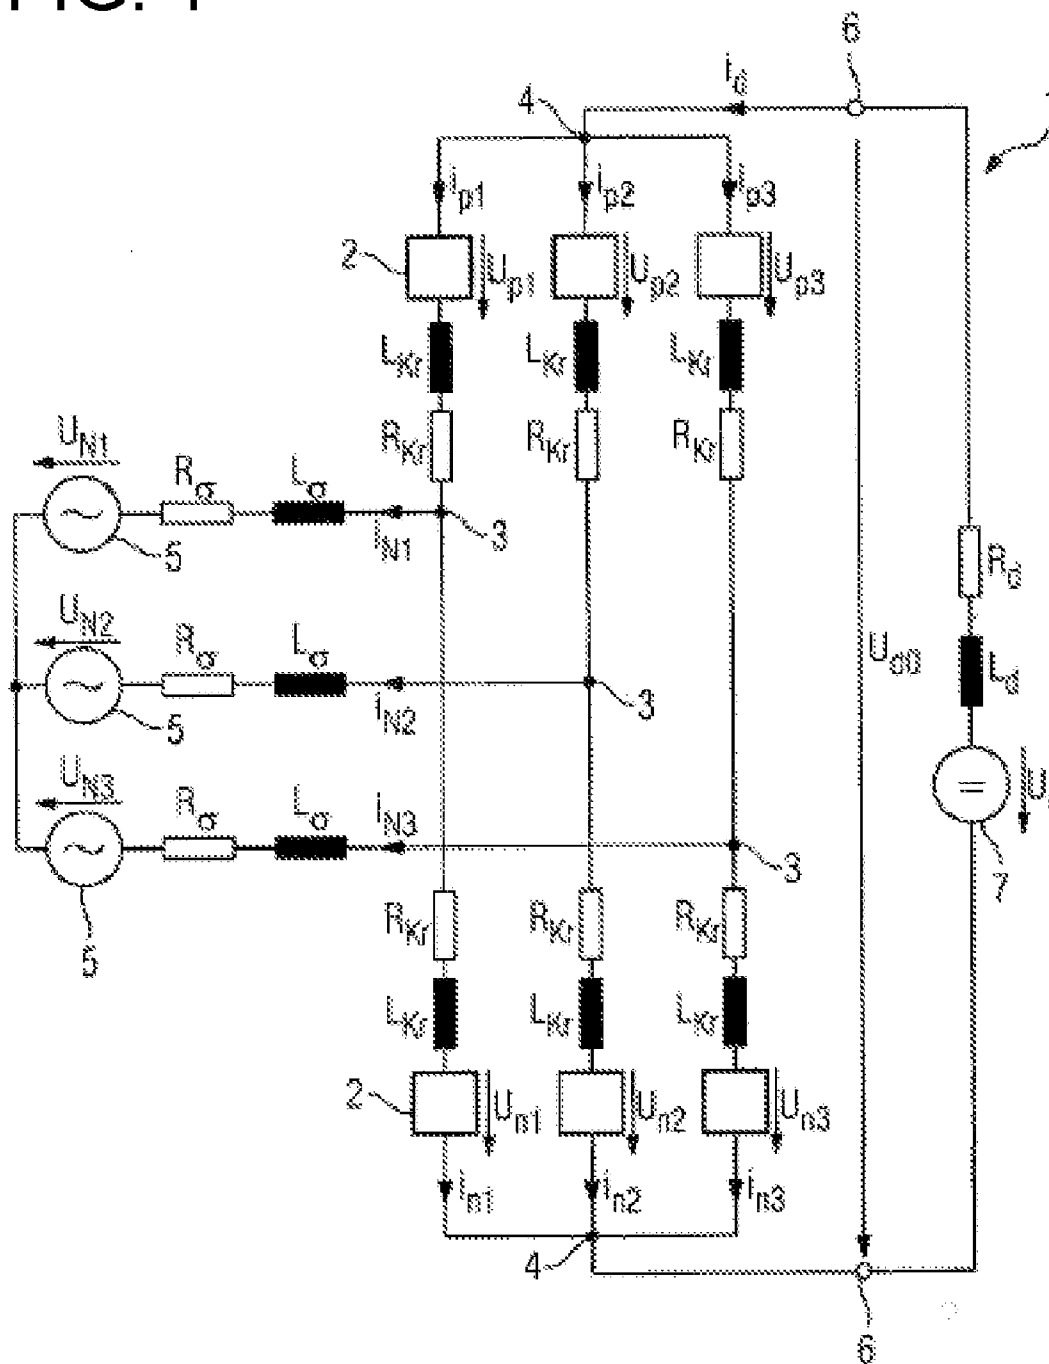 6
i_d
4
i_p1 i_p2 i_p3
2
U_p1 U_p2 U_p3
L_Kr L_Kr L_Kr
R_Kr R_Kr R_Kr
U_N1
R_σ L_σ
i_N1
3
5
R_d
U_N2
R_σ L_σ
U_d0
L_d
i_N2
3
5
U_N3
R_σ L_σ
i_N3
3
=
7
5
R_Kr R_Kr R_Kr
L_Kr L_Kr L_Kr
2
U_n1 U_n2 U_n3
i_n1 i_n2 i_n3
4
6